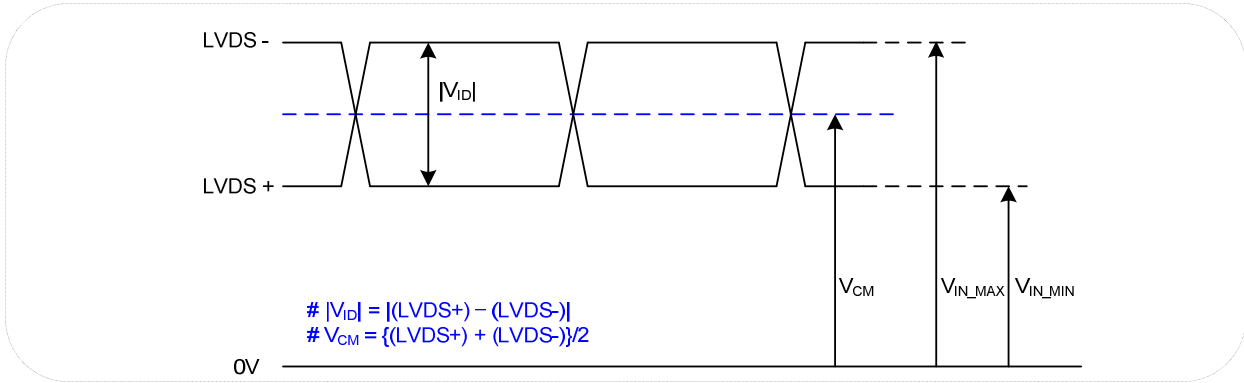 LVDS -
|VID|
LVDS +
VCM
VIN_MAX
VIN_MIN
# |VID| = |(LVDS+) – (LVDS-)|
# VCM = {(LVDS+) + (LVDS-)}/2
0V